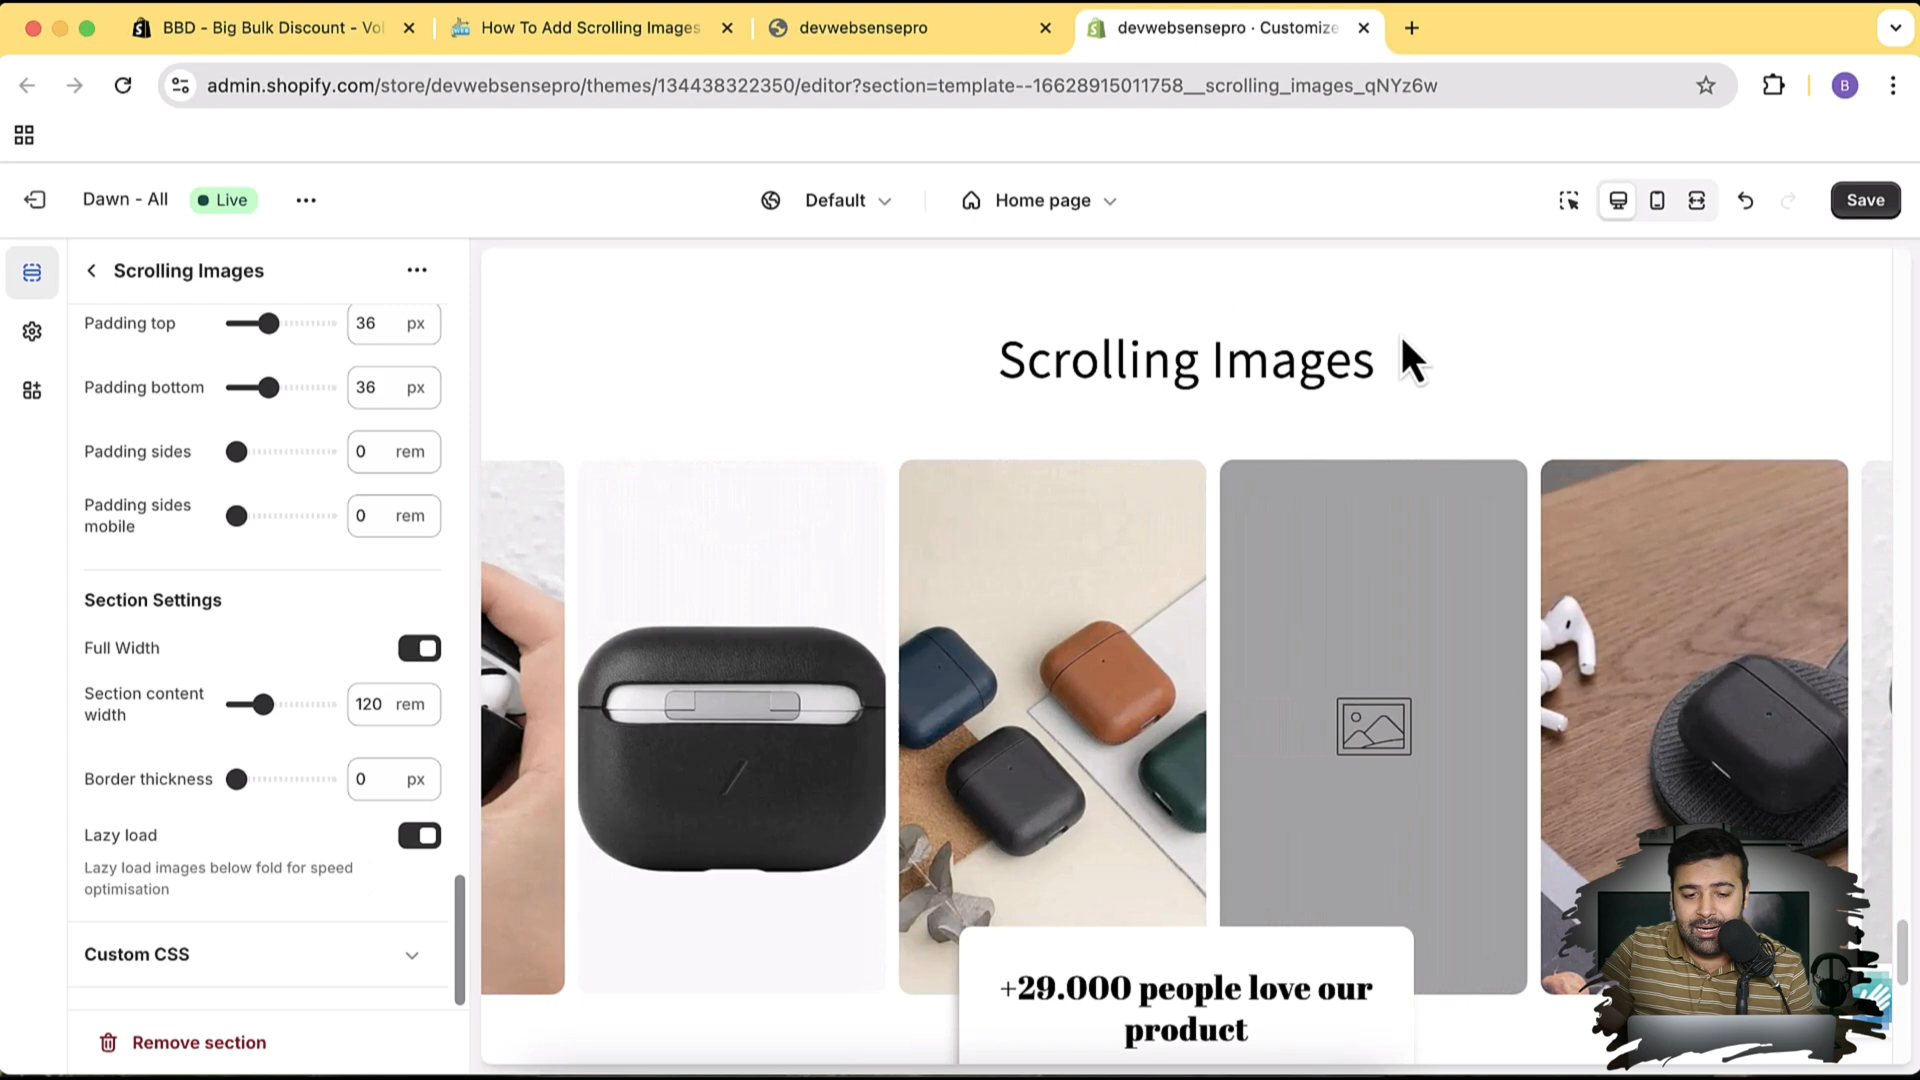 BBD - Big Bulk Discount - Vol
How To Add Scrolling Images
devwebsensepro
devwebsensepro · Customize
admin.shopify.com/store/devwebsensepro/themes/134438322350/editor?section=template--16628915011758__scrolling_images_qNYz6w
B
Dawn - All
Live
Default
Home page
Save
Scrolling Images
Padding top
36 px
Padding bottom
36 px
Padding sides
0 rem
Padding sides
mobile
0 rem
Section Settings
Full Width
Section content
width
120 rem
Border thickness
0 px
Lazy load
Lazy load images below fold for speed
optimisation
Custom CSS
Remove section
Scrolling Images
+29.000 people love our
product